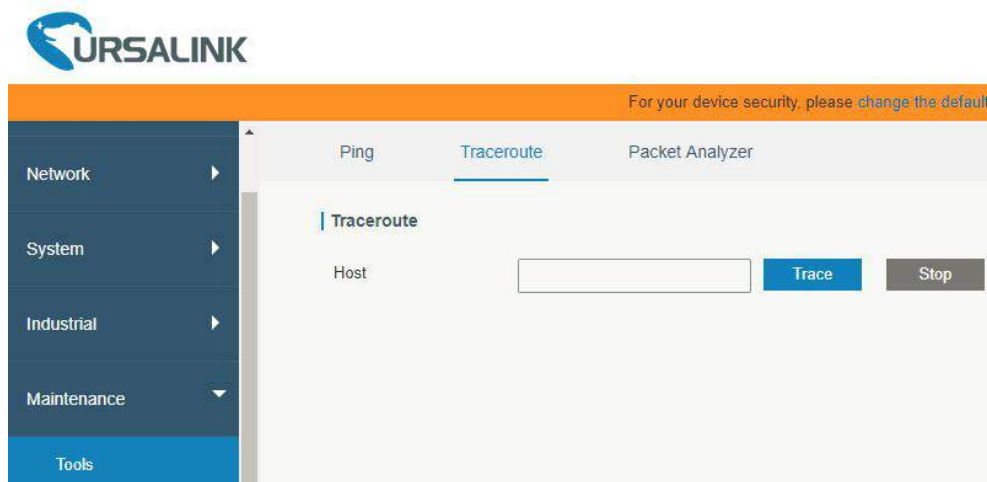 URSALINK
For your device security, please change the default
Network
System
Industrial
Maintenance
Tools
Ping Traceroute Packet Analyzer
Traceroute
Host Trace Stop